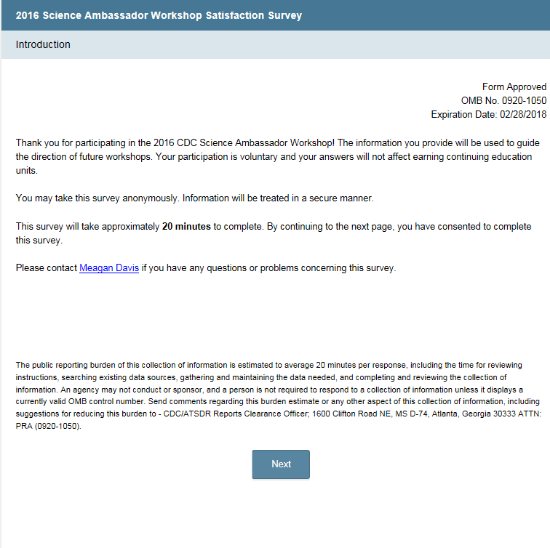 2016 Science Ambassador Workshop Satisfaction Survey
Introduction
Form Approved
OMB No. 0920-1050
Expiration Date: 02/28/2018
Thank you for participating in the 2016 CDC Science Ambassador Workshop! The information you provide will be used to guide
the direction of future workshops. Your participation is voluntary and your answers will not affect earning continuing education
units.
You may take this survey anonymously. Information will be treated in a secure manner.
This survey will take approximately 20 minutes to complete. By continuing to the next page, you have consented to complete
this survey.
Please contact Meagan Davis if you have any questions or problems concerning this survey.
The public reporting burden of this collection of information is estimated to average 20 minutes per response, including the time for reviewing
instructions, searching existing data sources, gathering and maintaining the data needed, and completing and reviewing the collection of
information. An agency may not conduct or sponsor, and a person is not required to respond to a collection of information unless it displays a
currently valid OMB control number. Send comments regarding this burden estimate or any other aspect of this collection of information, including
suggestions for reducing this burden to - CDC/ATSDR Reports Clearance Officer; 1600 Clifton Road NE, MS D-74, Atlanta, Georgia 30333 ATTN:
PRA (0920-1050).
Next